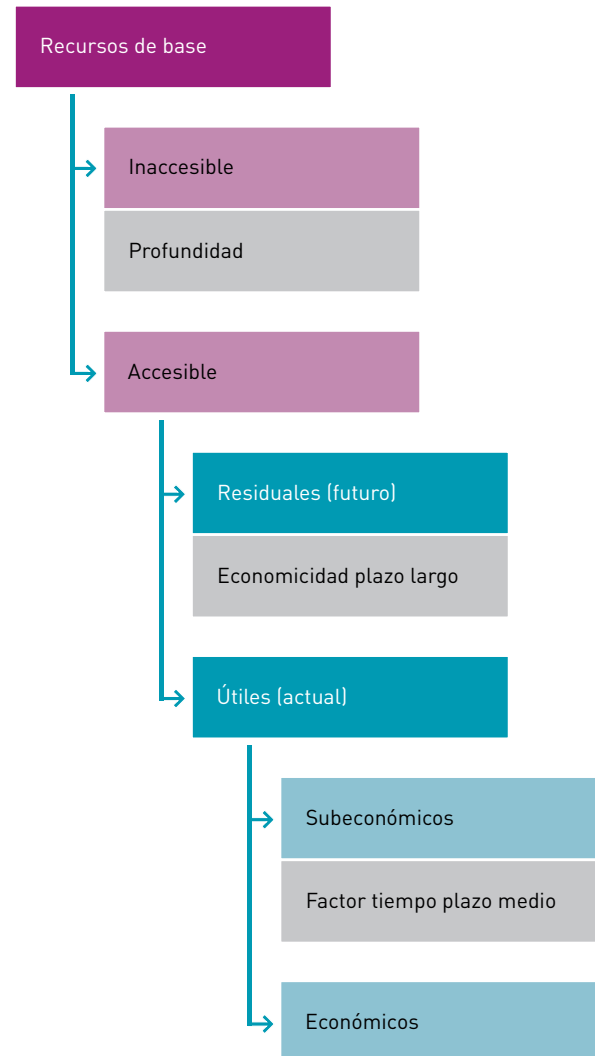 Recursos de base
Inaccesible
Profundidad
Accesible
Residuales (futuro)
Economicidad plazo largo
Útiles (actual)
Subeconómicos
Factor tiempo plazo medio
Económicos